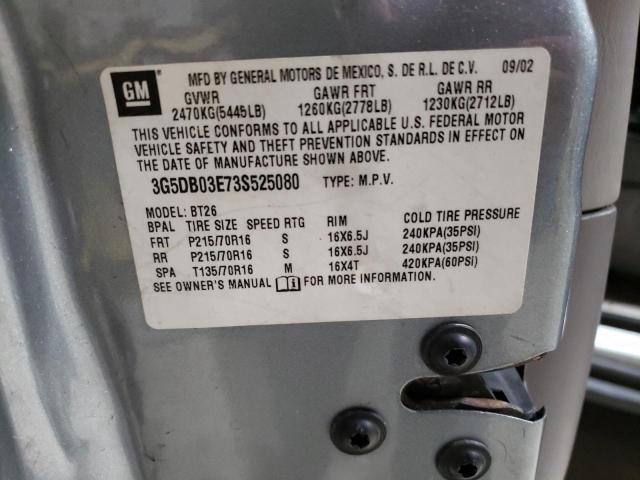 GM
MFD BY GENERAL MOTORS DE MEXICO, S. DE R.L. DE C.V. 09/02
GVWR GAWR FRT GAWR RR
2470KG(5445LB) 1260KG(2778LB) 1230KG(2712LB)
THIS VEHICLE CONFORMS TO ALL APPLICABLE U.S. FEDERAL MOTOR
VEHICLE SAFETY AND THEFT PREVENTION STANDARDS IN EFFECT ON
THE DATE OF MANUFACTURE SHOWN ABOVE.
3G5DB03E73S525080 TYPE: M.P.V.
MODEL: BT26
BPAL TIRE SIZE SPEED RTG RIM COLD TIRE PRESSURE
FRT P215/70R16 S 16X6.5J 240KPA(35PSI)
RR P215/70R16 S 16X6.5J 240KPA(35PSI)
SPA T135/70R16 M 16X4T 420KPA(60PSI)
SEE OWNER'S MANUAL FOR MORE INFORMATION.